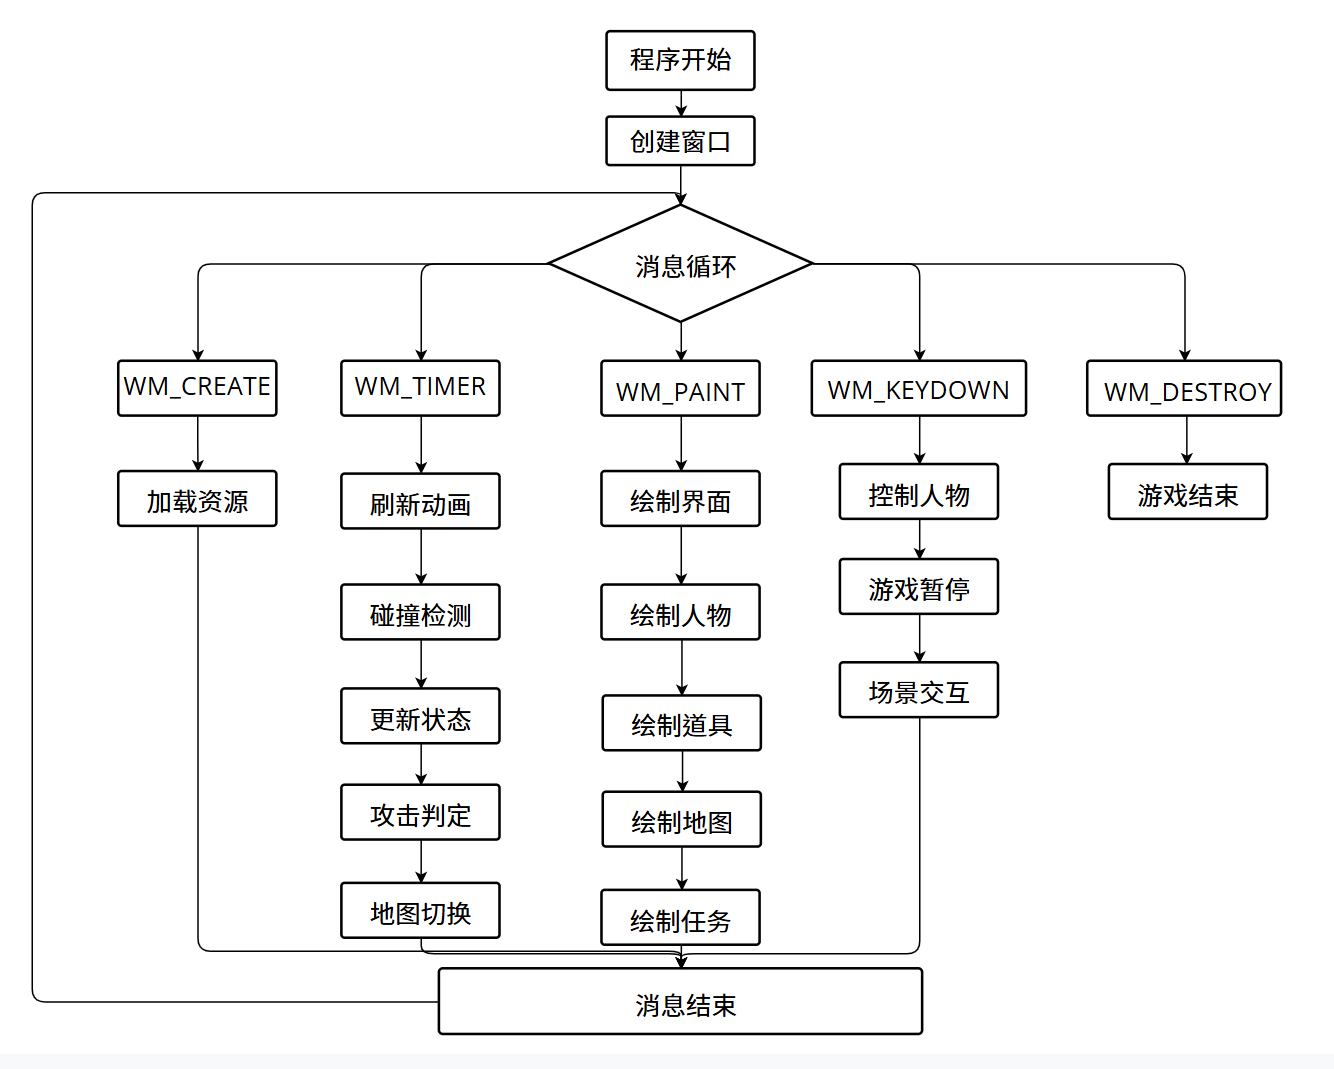 程序开始
创建窗口
消息循环
WM_CREATE
WM_TIMER
WM_PAINT
WM_KEYDOWN
WM_DESTROY
加载资源
刷新动画
绘制界面
控制人物
游戏结束
碰撞检测
绘制人物
游戏暂停
更新状态
绘制道具
场景交互
攻击判定
绘制地图
地图切换
绘制任务
消息结束